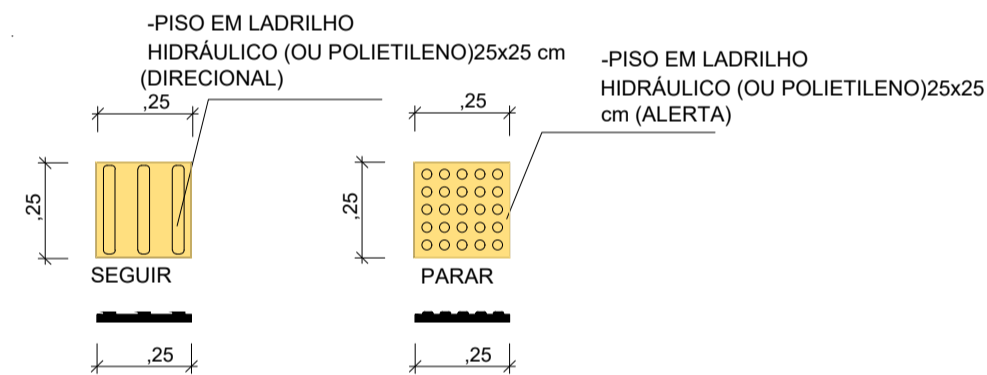 -PISO EM LADRILHO
HIDRÁULICO (OU POLIETILENO)25x25 cm
(DIRECIONAL)
-PISO EM LADRILHO
HIDRÁULICO (OU POLIETILENO)25x25
cm (ALERTA)
,25
,25
,25
,25
SEGUIR
PARAR
,25
,25